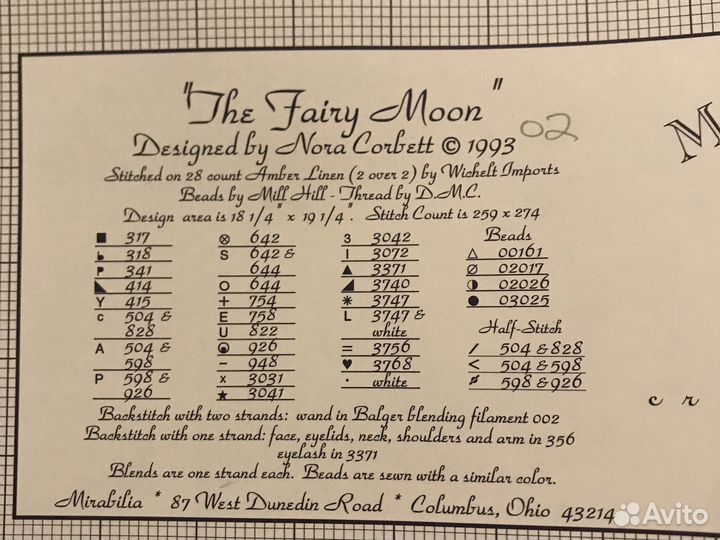 "The Fairy Moon"
02
Designed by Nora Corbett © 1993
Stitched on 28 count Amber Linen (2 over 2) by Wichelt Imports
Beads by Mill Hill - Thread by D.M.C.
Design area is 18 1/4" x 19 1/4". Stitch Count is 259 x 274
■ 317
318
341
◣ 414
Y 415
c 504 &
828
A 504 &
598
P 598 &
926
⊗ 642
S 642 &
644
O 644
+ 754
E 758
U 822
926
– 948
x 3031
★ 3041
3 3042
I 3072
▲ 3371
◢ 3740
✳ 3747
L 3747 &
white
= 3756
♥ 3768
· white
Beads
△ 00161
∅ 02017
◑ 02026
● 03025
Half-Stitch
/ 504 & 828
< 504 & 598
598 & 926
Backstitch with two strands: wand in Balger blending filament 002
Backstitch with one strand: face, eyelids, neck, shoulders and arm in 356
eyelash in 3371
Blends are one strand each. Beads are sewn with a similar color.
Mirabilia * 87 West Dunedin Road * Columbus, Ohio 43214
M
c r
Avito